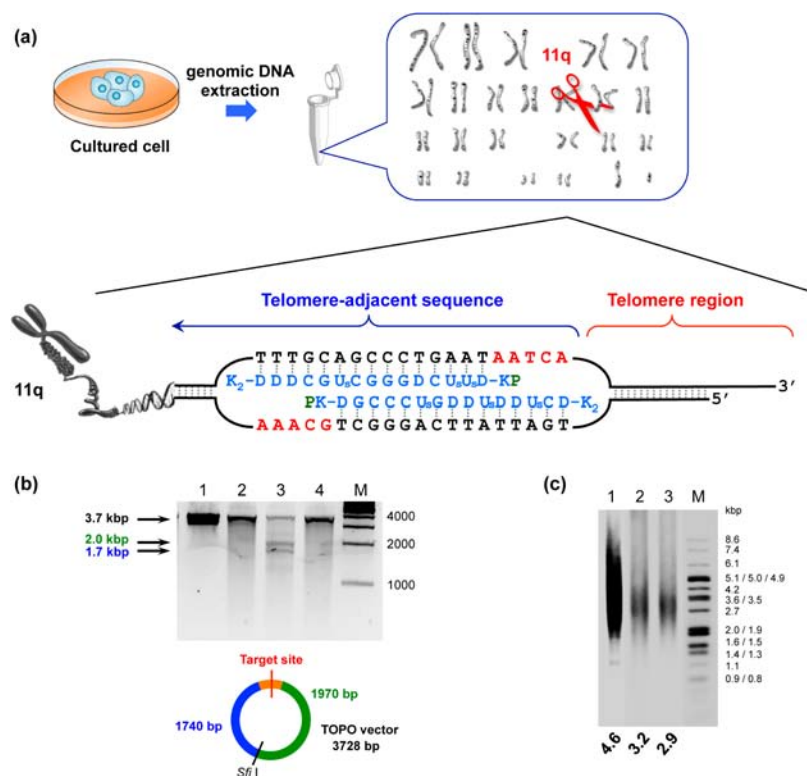 (a)
genomic DNA
extraction
Cultured cell
11q
Telomere-adjacent sequence
Telomere region
TTTGCAGCCCTGAATAATCA
K2-DDDCGUsCGGGDCUsUsD-KP
PK-DGCCCUsGDDUsDDUsCD-K2
AAACGTCGGGACTTATTAGT
11q
3′
5′
(b)
1 2 3 4 M
3.7 kbp
2.0 kbp
1.7 kbp
4000
2000
1000
Target site
1740 bp
1970 bp
TOPO vector
3728 bp
Sfi I
(c)
1 2 3 M
kbp
8.6
7.4
6.1
5.1 / 5.0 / 4.9
4.2
3.6 / 3.5
2.7
2.0 / 1.9
1.6 / 1.5
1.4 / 1.3
1.1
0.9 / 0.8
4.6 3.2 2.9